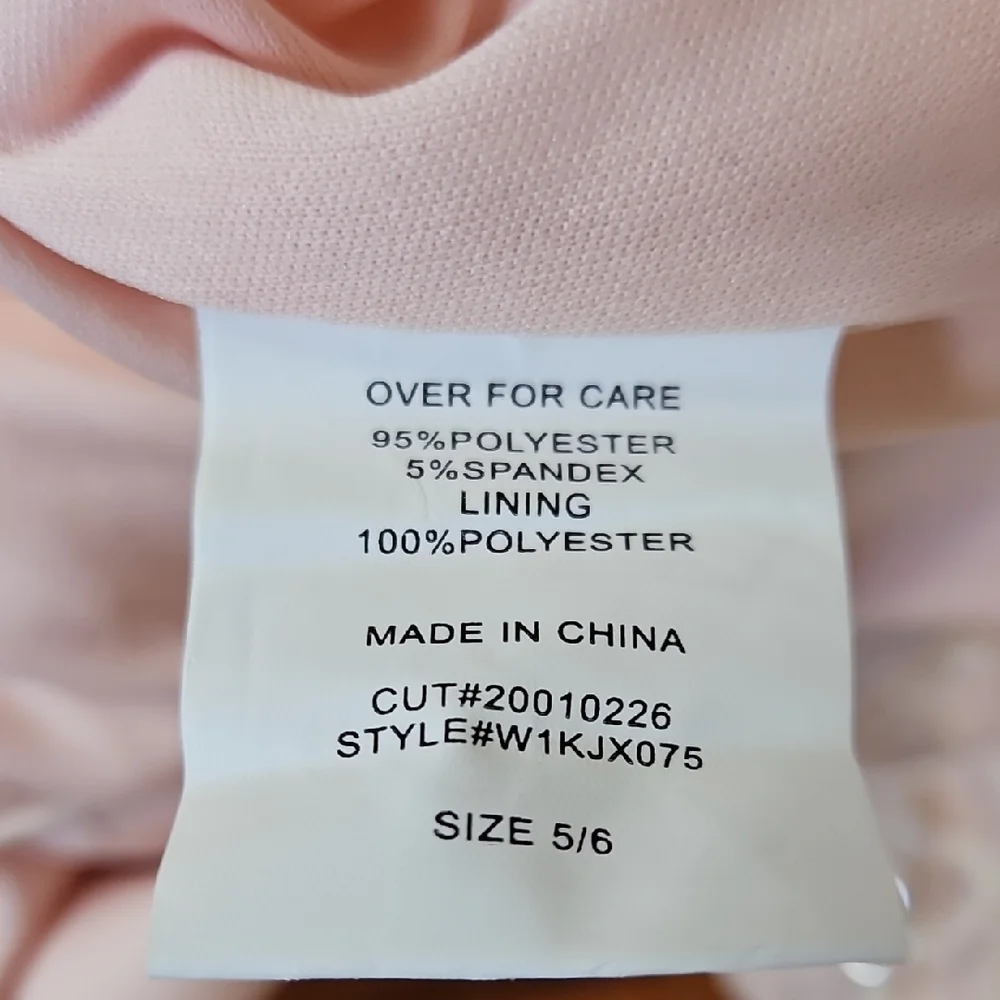 OVER FOR CARE
95%POLYESTER
5%SPANDEX
LINING
100%POLYESTER
MADE IN CHINA
CUT#20010226
STYLE#W1KJX075
SIZE 5/6